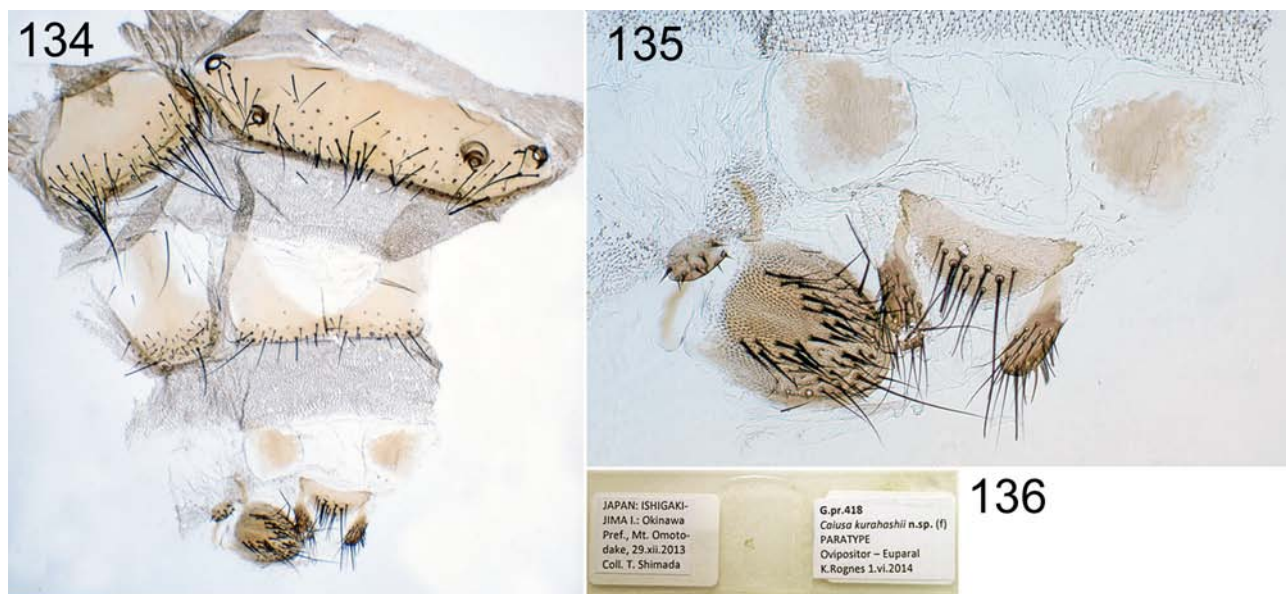 134
135
JAPAN: ISHIGAKI-
JIMA I.: Okinawa
Pref., Mt. Omoto-
dake, 29.xii.2013
Coll. T. Shimada
G.pr.418
Caiusa kurahashii n.sp. (f)
PARATYPE
Ovipositor – Euparal
K.Rognes 1.vi.2014
136